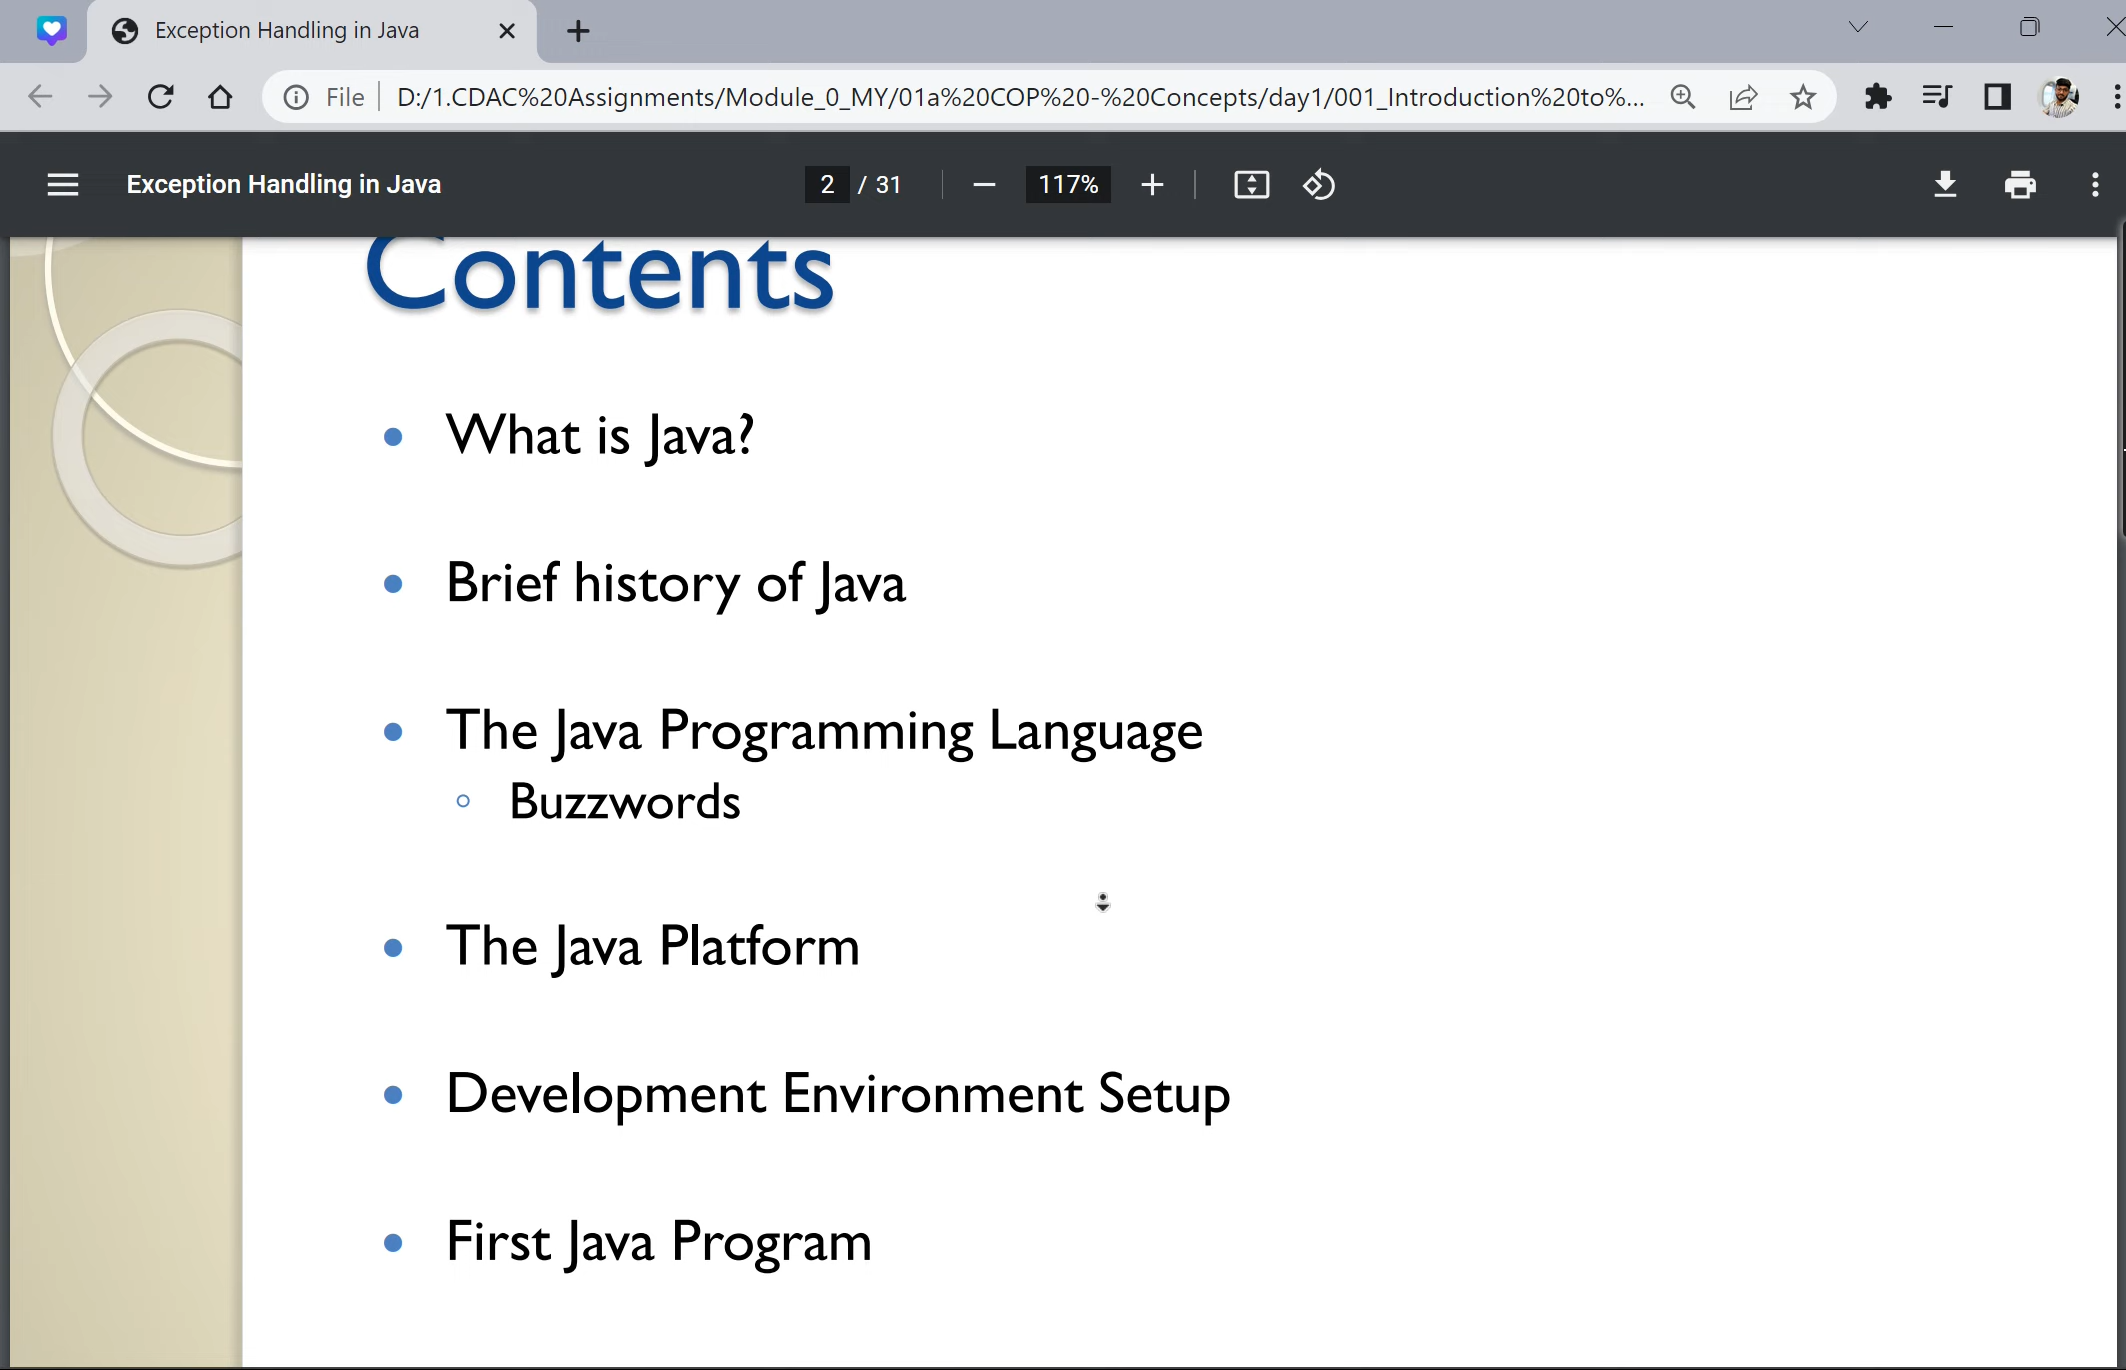 Exception Handling in Java
File D:/1.CDAC%20Assignments/Module_0_MY/01a%20COP%20-%20Concepts/day1/001_Introduction%20to%...
Exception Handling in Java 2 / 31 117%
Contents
What is Java?
Brief history of Java
The Java Programming Language
Buzzwords
The Java Platform
Development Environment Setup
First Java Program